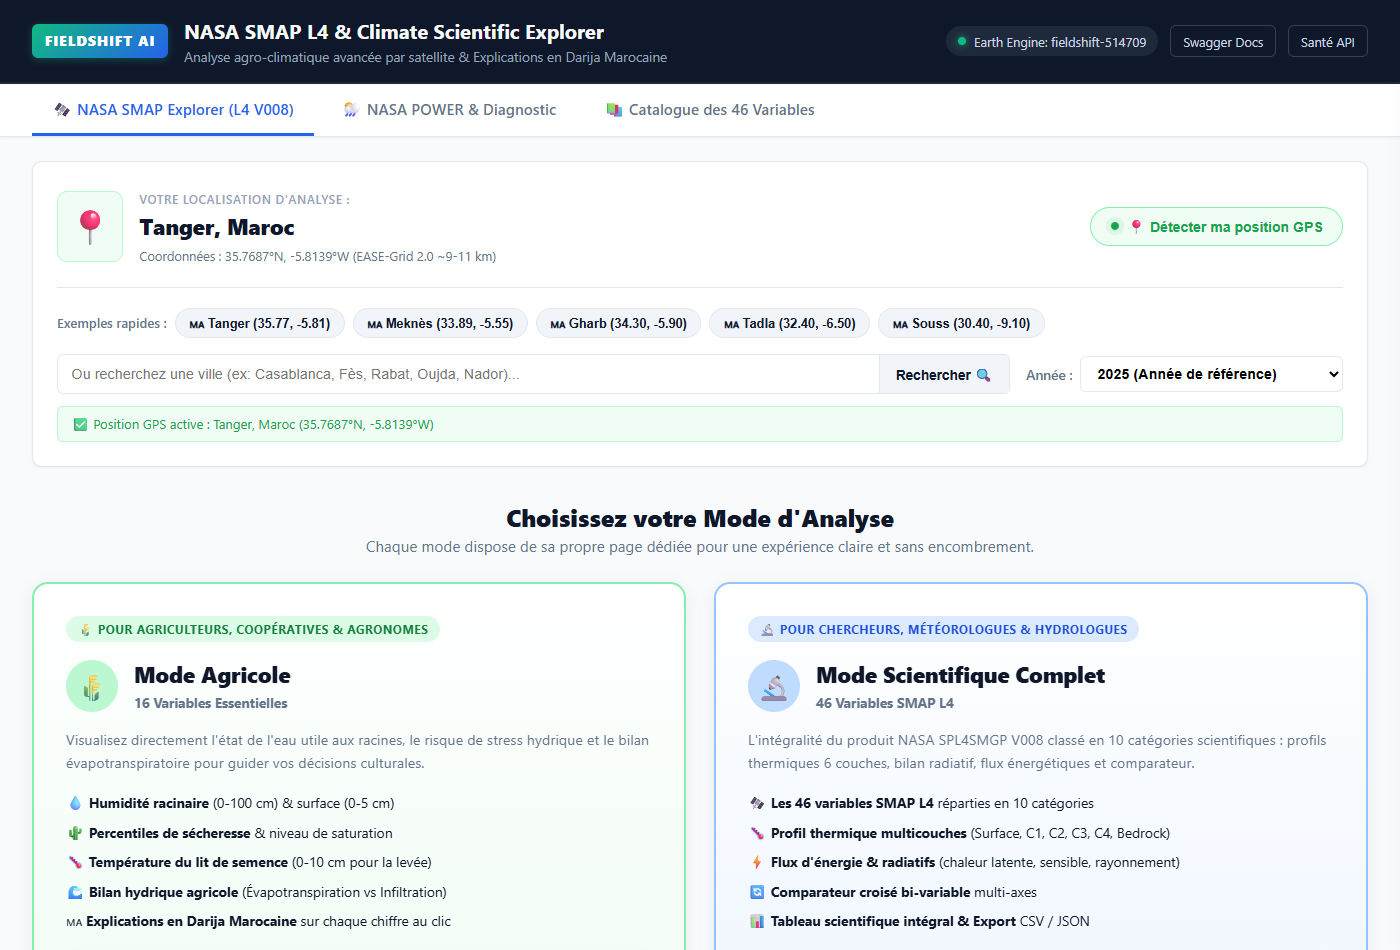 FIELDSHIFT AI
NASA SMAP L4 & Climate Scientific Explorer
Analyse agro-climatique avancée par satellite & Explications en Darija Marocaine
Earth Engine: fieldshift-514709
Swagger Docs
Santé API
NASA SMAP Explorer (L4 V008)
NASA POWER & Diagnostic
Catalogue des 46 Variables
VOTRE LOCALISATION D'ANALYSE :
Tanger, Maroc
Coordonnées : 35.7687°N, -5.8139°W (EASE-Grid 2.0 ~9-11 km)
Détecter ma position GPS
Exemples rapides :
MA Tanger (35.77, -5.81)
MA Meknès (33.89, -5.55)
MA Gharb (34.30, -5.90)
MA Tadla (32.40, -6.50)
MA Souss (30.40, -9.10)
Ou recherchez une ville (ex: Casablanca, Fès, Rabat, Oujda, Nador)...
Rechercher
Année :
2025 (Année de référence)
Position GPS active : Tanger, Maroc (35.7687°N, -5.8139°W)
Choisissez votre Mode d'Analyse
Chaque mode dispose de sa propre page dédiée pour une expérience claire et sans encombrement.
POUR AGRICULTEURS, COOPÉRATIVES & AGRONOMES
Mode Agricole
16 Variables Essentielles
Visualisez directement l'état de l'eau utile aux racines, le risque de stress hydrique et le bilan
évapotranspiratoire pour guider vos décisions culturales.
Humidité racinaire (0-100 cm) & surface (0-5 cm)
Percentiles de sécheresse & niveau de saturation
Température du lit de semence (0-10 cm pour la levée)
Bilan hydrique agricole (Évapotranspiration vs Infiltration)
MA Explications en Darija Marocaine sur chaque chiffre au clic
POUR CHERCHEURS, MÉTÉOROLOGUES & HYDROLOGUES
Mode Scientifique Complet
46 Variables SMAP L4
L'intégralité du produit NASA SPL4SMGP V008 classé en 10 catégories scientifiques : profils
thermiques 6 couches, bilan radiatif, flux énergétiques et comparateur.
Les 46 variables SMAP L4 réparties en 10 catégories
Profil thermique multicouches (Surface, C1, C2, C3, C4, Bedrock)
Flux d'énergie & radiatifs (chaleur latente, sensible, rayonnement)
Comparateur croisé bi-variable multi-axes
Tableau scientifique intégral & Export CSV / JSON